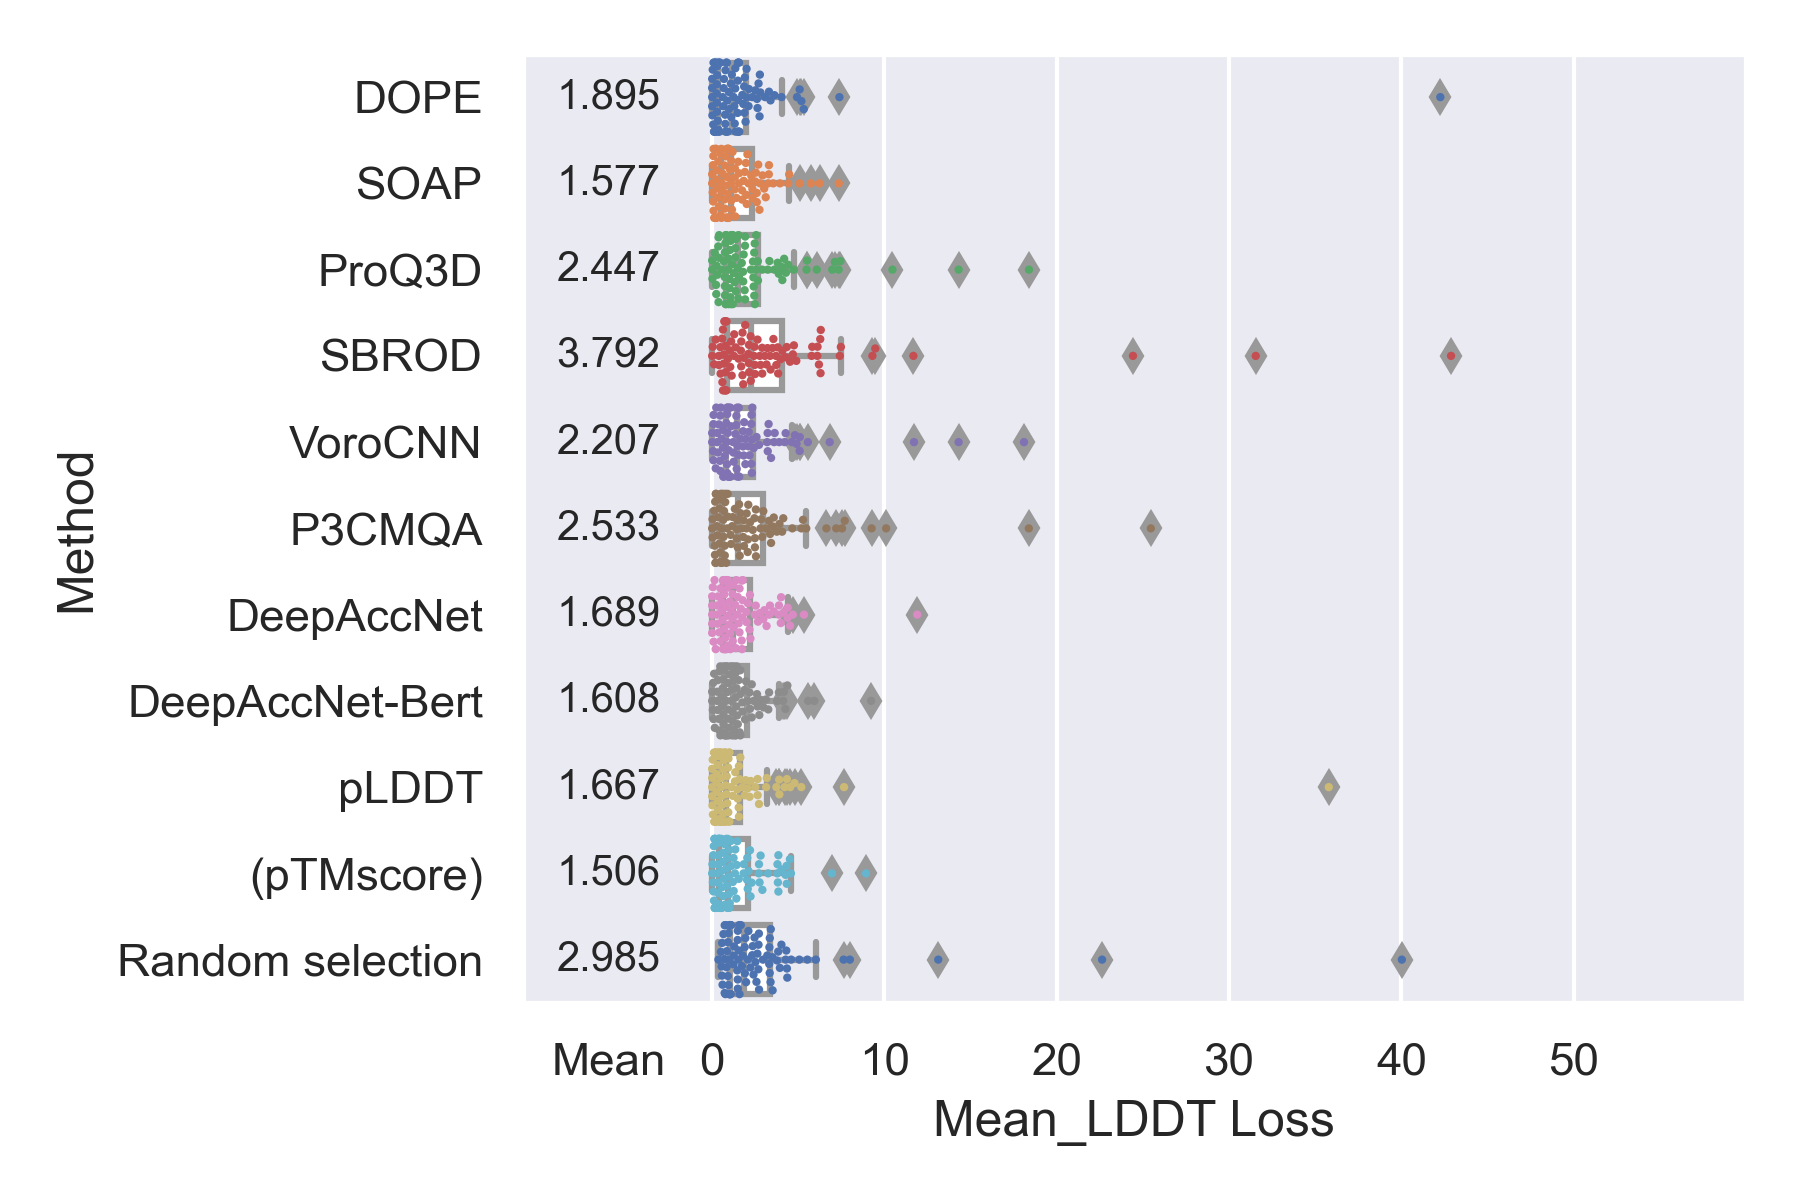 DOPE 1.895
SOAP 1.577
ProQ3D 2.447
SBROD 3.792
VoroCNN 2.207
P3CMQA 2.533
DeepAccNet 1.689
DeepAccNet-Bert 1.608
pLDDT 1.667
(pTMscore) 1.506
Random selection 2.985
Method
Mean 0 10 20 30 40 50
Mean_LDDT Loss